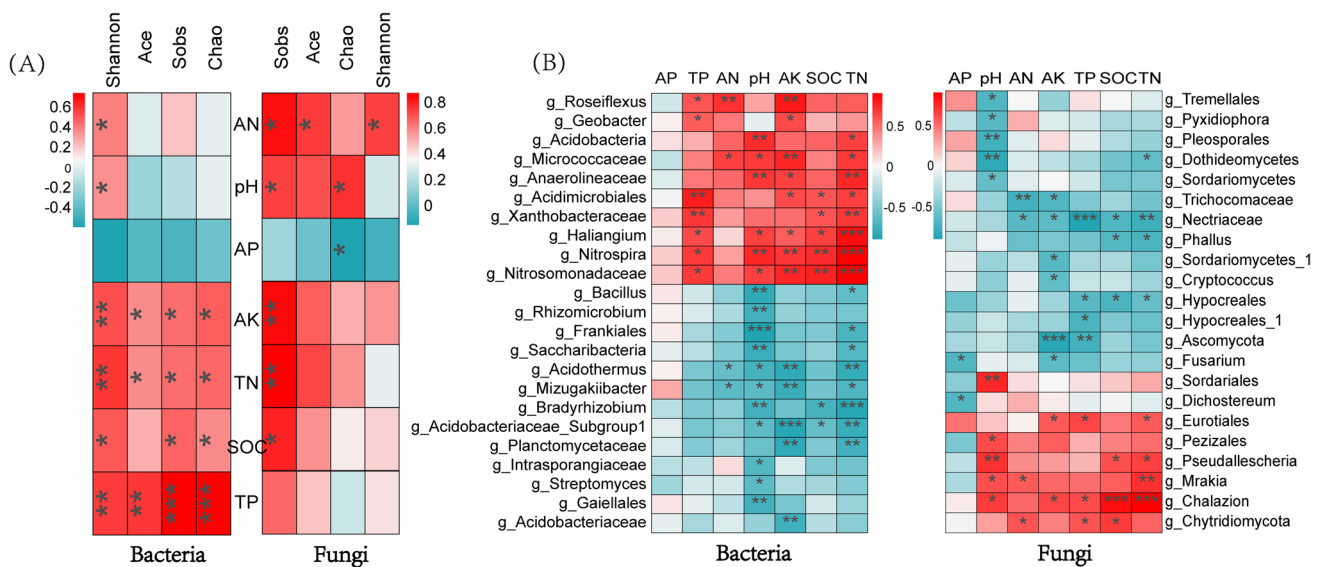 (A)
Shannon Ace Sobs Chao
Sobs Ace Chao Shannon
0.6
0.4
0.2
0
-0.2
-0.4
0.8
0.6
0.4
0.2
0
AN
*
* * *
pH
*
* *
AP
*
AK
** * * *
**
TN
** * * *
**
SOC
* * *
*
TP
** ** *** ***
Bacteria
Fungi
(B)
AP TP AN pH AK SOC TN
g_Roseiflexus * ** **
g_Geobacter * *
g_Acidobacteria ** *
g_Micrococcaceae * * ** *
g_Anaerolineaceae ** * **
g_Acidimicrobiales ** * * *
g_Xanthobacteraceae ** * **
g_Haliangium * * * * ***
g_Nitrospira * ** ** ** ***
g_Nitrosomonadaceae * * ** ** ***
g_Bacillus ** *
g_Rhizomicrobium **
g_Frankiales *** *
g_Saccharibacteria ** *
g_Acidothermus * * ** **
g_Mizugakiibacter * * ** *
g_Bradyrhizobium ** * ***
g_Acidobacteriaceae_Subgroup1 * *** * **
g_Planctomycetaceae ** **
g_Intrasporangiaceae *
g_Streptomyces *
g_Gaiellales **
g_Acidobacteriaceae **
Bacteria
0.5
0
-0.5
0.5
0
-0.5
AP pH AN AK TP SOC TN
* g_Tremellales
* g_Pyxidiophora
** g_Pleosporales
** * g_Dothideomycetes
* g_Sordariomycetes
** * g_Trichocomaceae
* * *** * ** g_Nectriaceae
* * g_Phallus
* g_Sordariomycetes_1
* g_Cryptococcus
* * * g_Hypocreales
* g_Hypocreales_1
*** ** g_Ascomycota
* * g_Fusarium
** g_Sordariales
* g_Dichostereum
* * * g_Eurotiales
* g_Pezizales
** * * g_Pseudallescheria
* * ** g_Mrakia
* * * *** *** g_Chalazion
* * * g_Chytridiomycota
Fungi